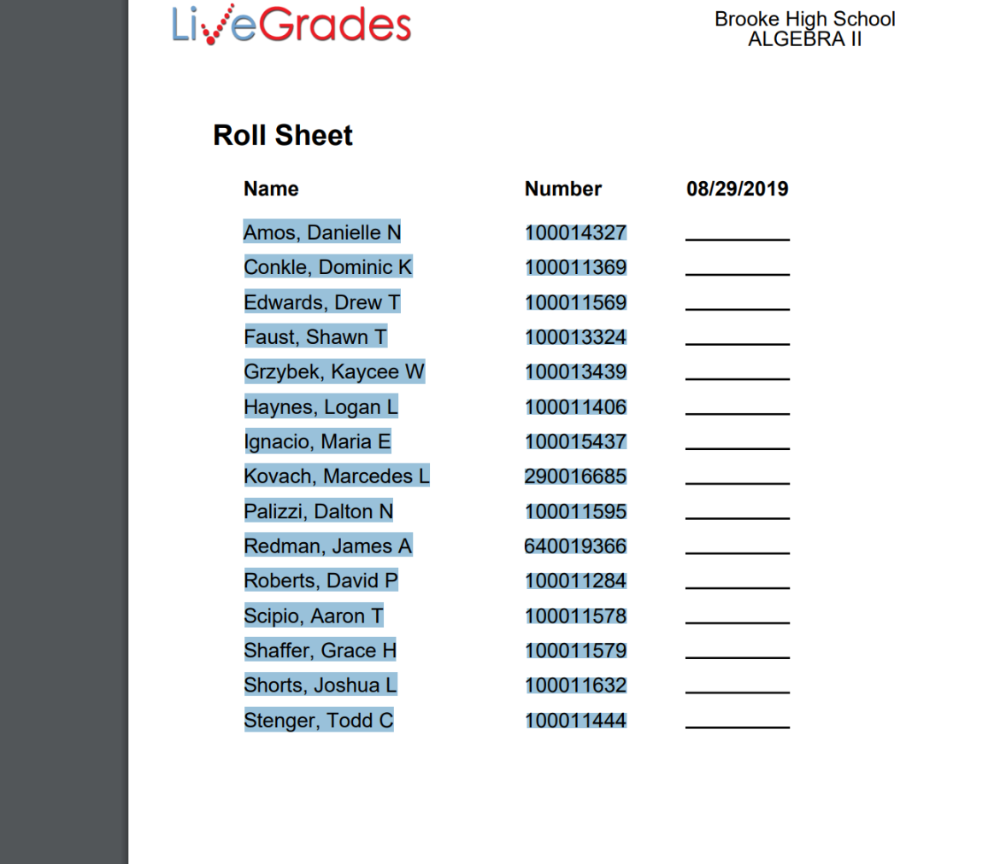 LiveGrades
Brooke High School
ALGEBRA II
Roll Sheet
Name Number 08/29/2019
Amos, Danielle N 100014327
Conkle, Dominic K 100011369
Edwards, Drew T 100011569
Faust, Shawn T 100013324
Grzybek, Kaycee W 100013439
Haynes, Logan L 100011406
Ignacio, Maria E 100015437
Kovach, Marcedes L 290016685
Palizzi, Dalton N 100011595
Redman, James A 640019366
Roberts, David P 100011284
Scipio, Aaron T 100011578
Shaffer, Grace H 100011579
Shorts, Joshua L 100011632
Stenger, Todd C 100011444